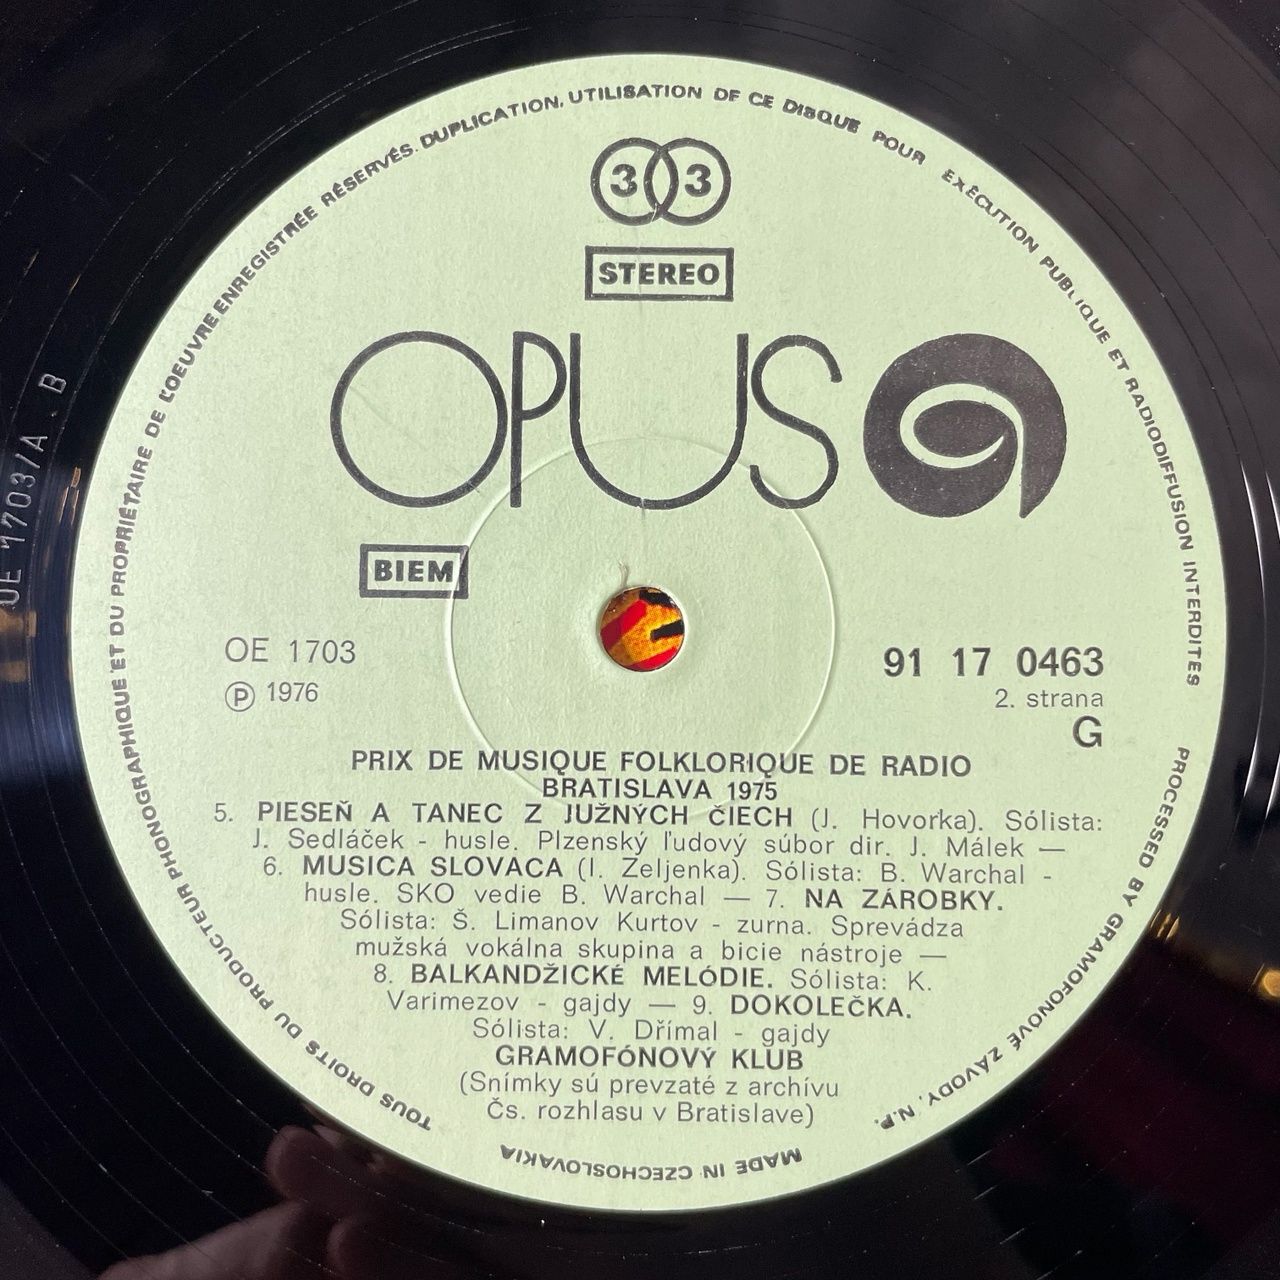 TOUS DROITS DU PRODUCTEUR PHONOGRAPHIQUE ET DU PROPRIÉTAIRE DE L'OEUVRE ENREGISTRÉE RÉSERVÉS. DUPLICATION, UTILISATION DE CE DISQUE POUR EXÉCUTION PUBLIQUE ET RADIODIFFUSION INTERDITES
33
STEREO
OPUS
BIEM
OE 1703
℗ 1976
91 17 0463
2. strana
G
PRIX DE MUSIQUE FOLKLORIQUE DE RADIO
BRATISLAVA 1975
5. PIESEŇ A TANEC Z JUŽNÝCH ČIECH (J. Hovorka). Sólista:
J. Sedláček - husle. Plzenský ľudový súbor dir. J. Málek —
6. MUSICA SLOVACA (I. Zeljenka). Sólista: B. Warchal -
husle. SKO vedie B. Warchal — 7. NA ZÁROBKY.
Sólista: Š. Limanov Kurtov - zurna. Sprevádza
mužská vokálna skupina a bicie nástroje —
8. BALKANDŽICKÉ MELÓDIE. Sólista: K.
Varimezov - gajdy — 9. DOKOLEČKA.
Sólista: V. Dřímal - gajdy
GRAMOFÓNOVÝ KLUB
(Snímky sú prevzaté z archívu
Čs. rozhlasu v Bratislave)
PROCESSED BY GRAMOFONOVÉ ZÁVODY, N.P.
MADE IN CZECHOSLOVAKIA
OE 1703/A . B